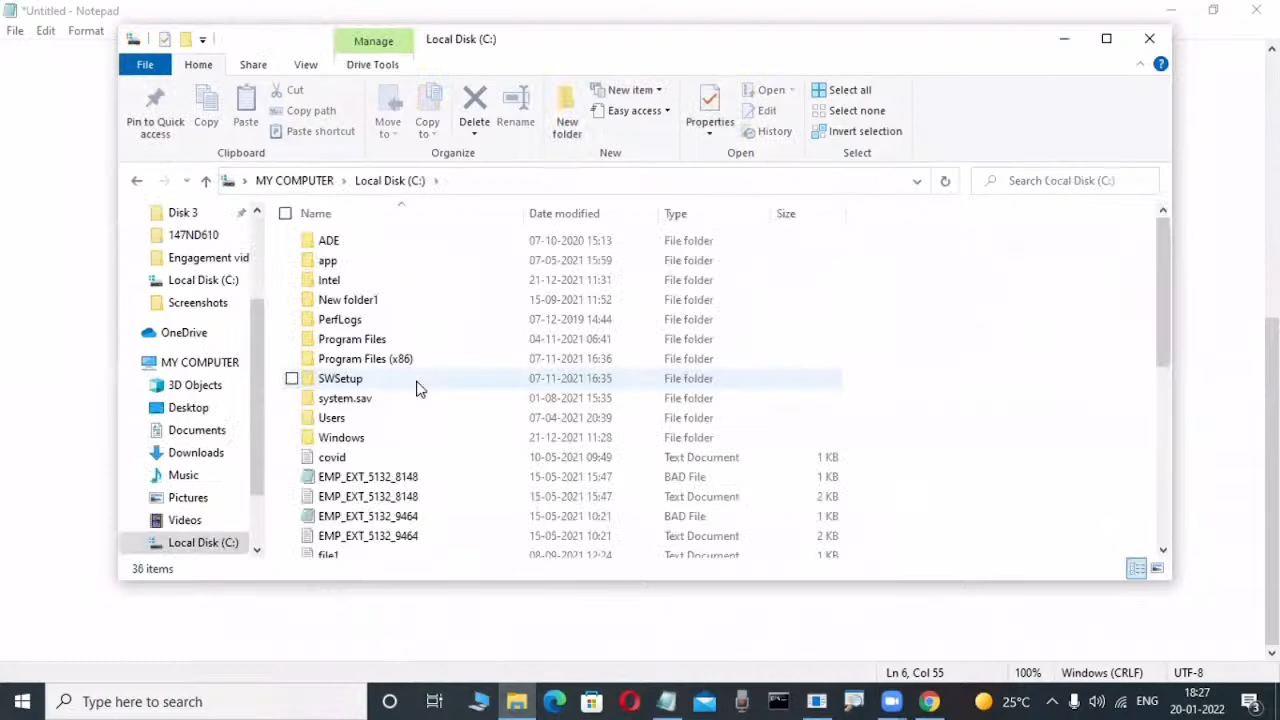 *Untitled - Notepad
File Edit Format
Manage Local Disk (C:)
File Home Share View Drive Tools
Pin to Quick access
Copy
Paste
Cut
Copy path
Paste shortcut
Clipboard
Move to
Copy to
Delete
Rename
Organize
New folder
New item
Easy access
New
Properties
Open
Edit
History
Open
Select all
Select none
Invert selection
Select
MY COMPUTER Local Disk (C:)
Search Local Disk (C:)
Disk 3
147ND610
Engagement vid
Local Disk (C:)
Screenshots
OneDrive
MY COMPUTER
3D Objects
Desktop
Documents
Downloads
Music
Pictures
Videos
Local Disk (C:)
Name Date modified Type Size
ADE 07-10-2020 15:13 File folder
app 07-05-2021 15:59 File folder
Intel 21-12-2021 11:31 File folder
New folder1 15-09-2021 11:52 File folder
PerfLogs 07-12-2019 14:44 File folder
Program Files 04-11-2021 06:41 File folder
Program Files (x86) 07-11-2021 16:36 File folder
SWSetup 07-11-2021 16:35 File folder
system.sav 01-08-2021 15:35 File folder
Users 07-04-2021 20:39 File folder
Windows 21-12-2021 11:28 File folder
covid 10-05-2021 09:49 Text Document 1 KB
EMP_EXT_5132_8148 15-05-2021 15:47 BAD File 1 KB
EMP_EXT_5132_8148 15-05-2021 15:47 Text Document 2 KB
EMP_EXT_5132_9464 15-05-2021 10:21 BAD File 1 KB
EMP_EXT_5132_9464 15-05-2021 10:21 Text Document 2 KB
file1 08-09-2021 12:24 Text Document 1 KB
36 items
Ln 6, Col 55 100% Windows (CRLF) UTF-8
Type here to search
25°C ENG
18:27
20-01-2022
3